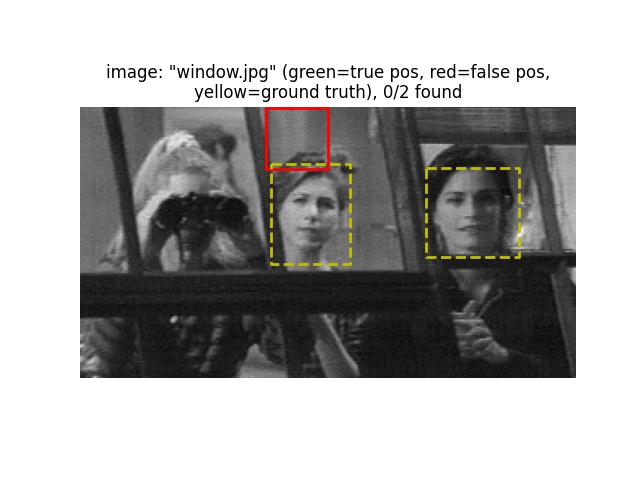 image: "window.jpg" (green=true pos, red=false pos,
yellow=ground truth), 0/2 found